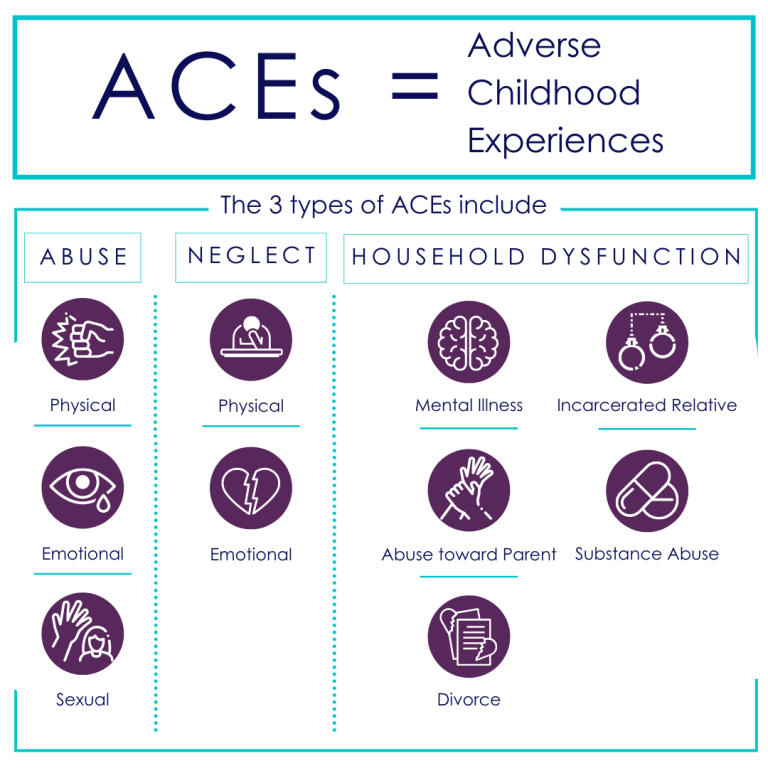 ACEs =
Adverse
Childhood
Experiences
The 3 types of ACEs include
ABUSE
Physical
Emotional
Sexual
NEGLECT
Physical
Emotional
HOUSEHOLD DYSFUNCTION
Mental Illness
Incarcerated Relative
Abuse toward Parent
Substance Abuse
Divorce